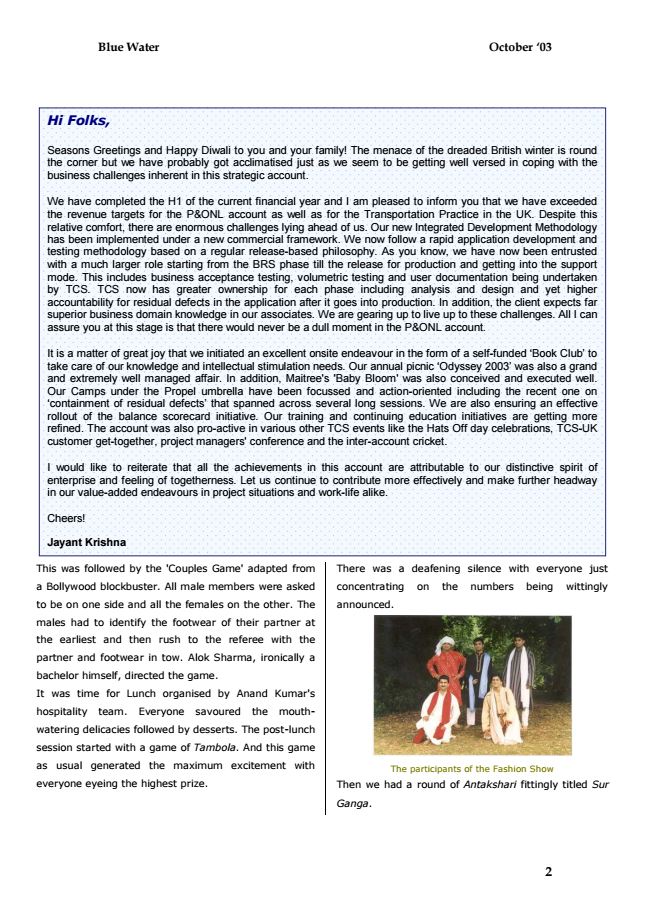 Blue Water October ‘03
Hi Folks,
Seasons Greetings and Happy Diwali to you and your family! The menace of the dreaded British winter is round
the corner but we have probably got acclimatised just as we seem to be getting well versed in coping with the
business challenges inherent in this strategic account.
We have completed the H1 of the current financial year and I am pleased to inform you that we have exceeded
the revenue targets for the P&ONL account as well as for the Transportation Practice in the UK. Despite this
relative comfort, there are enormous challenges lying ahead of us. Our new Integrated Development Methodology
has been implemented under a new commercial framework. We now follow a rapid application development and
testing methodology based on a regular release-based philosophy. As you know, we have now been entrusted
with a much larger role starting from the BRS phase till the release for production and getting into the support
mode. This includes business acceptance testing, volumetric testing and user documentation being undertaken
by TCS. TCS now has greater ownership for each phase including analysis and design and yet higher
accountability for residual defects in the application after it goes into production. In addition, the client expects far
superior business domain knowledge in our associates. We are gearing up to live up to these challenges. All I can
assure you at this stage is that there would never be a dull moment in the P&ONL account.
It is a matter of great joy that we initiated an excellent onsite endeavour in the form of a self-funded ‘Book Club’ to
take care of our knowledge and intellectual stimulation needs. Our annual picnic ‘Odyssey 2003’ was also a grand
and extremely well managed affair. In addition, Maitree's 'Baby Bloom' was also conceived and executed well.
Our Camps under the Propel umbrella have been focussed and action-oriented including the recent one on
‘containment of residual defects’ that spanned across several long sessions. We are also ensuring an effective
rollout of the balance scorecard initiative. Our training and continuing education initiatives are getting more
refined. The account was also pro-active in various other TCS events like the Hats Off day celebrations, TCS-UK
customer get-together, project managers' conference and the inter-account cricket.
I would like to reiterate that all the achievements in this account are attributable to our distinctive spirit of
enterprise and feeling of togetherness. Let us continue to contribute more effectively and make further headway
in our value-added endeavours in project situations and work-life alike.
Cheers!
Jayant Krishna
This was followed by the 'Couples Game' adapted from
a Bollywood blockbuster. All male members were asked
to be on one side and all the females on the other. The
males had to identify the footwear of their partner at
the earliest and then rush to the referee with the
partner and footwear in tow. Alok Sharma, ironically a
bachelor himself, directed the game.
It was time for Lunch organised by Anand Kumar's
hospitality team. Everyone savoured the mouth-
watering delicacies followed by desserts. The post-lunch
session started with a game of Tambola. And this game
as usual generated the maximum excitement with
everyone eyeing the highest prize.
There was a deafening silence with everyone just
concentrating on the numbers being wittingly
announced.
The participants of the Fashion Show
Then we had a round of Antakshari fittingly titled Sur
Ganga.
2